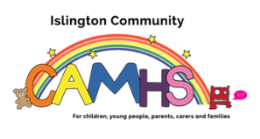 Islington Community
CAMHS
For children, young people, parents, carers and families